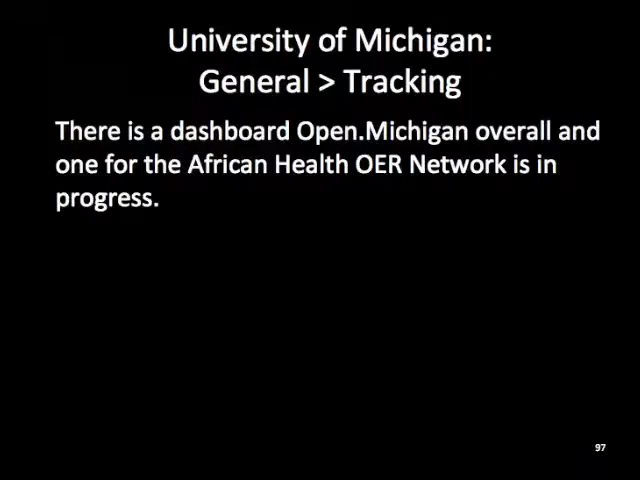 University of Michigan:
General > Tracking
There is a dashboard Open.Michigan overall and
one for the African Health OER Network is in
progress.
97